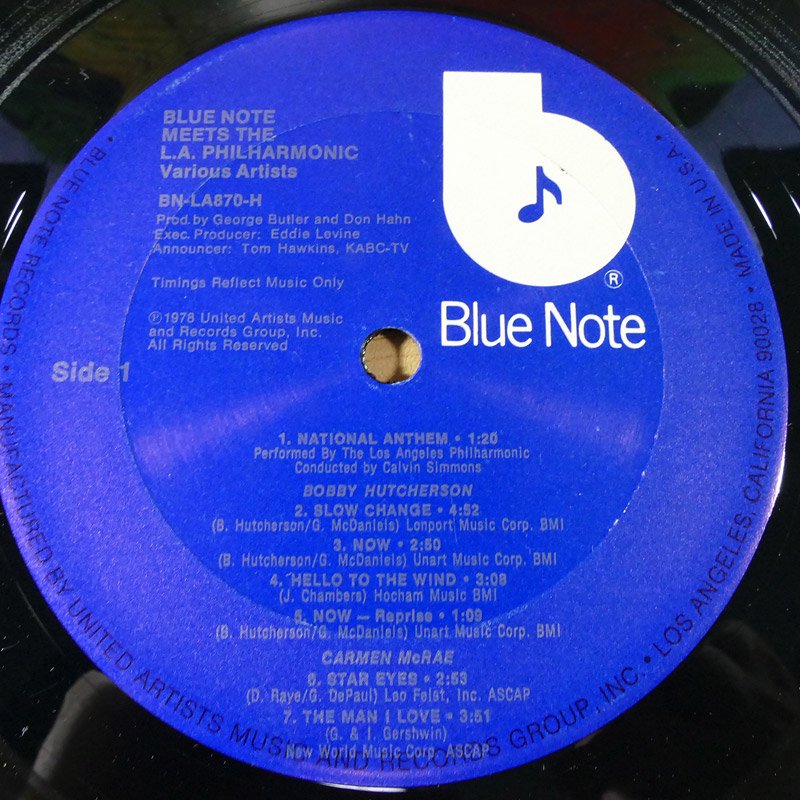 BLUE NOTE
MEETS THE
L.A. PHILHARMONIC
Various Artists
BN-LA870-H
Prod. by George Butler and Don Hahn
Exec. Producer: Eddie Levine
Announcer: Tom Hawkins, KABC-TV
Timings Reflect Music Only
℗1978 United Artists Music
and Records Group, Inc.
All Rights Reserved
Side 1
®
Blue Note
1. NATIONAL ANTHEM • 1:20
Performed By The Los Angeles Philharmonic
Conducted by Calvin Simmons
BOBBY HUTCHERSON
2. SLOW CHANGE • 4:52
(B. Hutcherson/G. McDaniels) Lonport Music Corp. BMI
3. NOW • 2:50
(B. Hutcherson/G. McDaniels) Unart Music Corp. BMI
4. HELLO TO THE WIND • 3:08
(J. Chambers) Hocham Music BMI
5. NOW — Reprise • 1:09
(B. Hutcherson/G. McDaniels) Unart Music Corp. BMI
CARMEN McRAE
6. STAR EYES • 2:53
(D. Raye/G. DePaul) Leo Feist, Inc. ASCAP
7. THE MAN I LOVE • 3:51
(G. & I. Gershwin)
New World Music Corp. ASCAP
• BLUE NOTE RECORDS • MANUFACTURED BY UNITED ARTISTS MUSIC AND RECORDS GROUP, INC. • LOS ANGELES, CALIFORNIA 90028 • MADE IN U.S.A. •